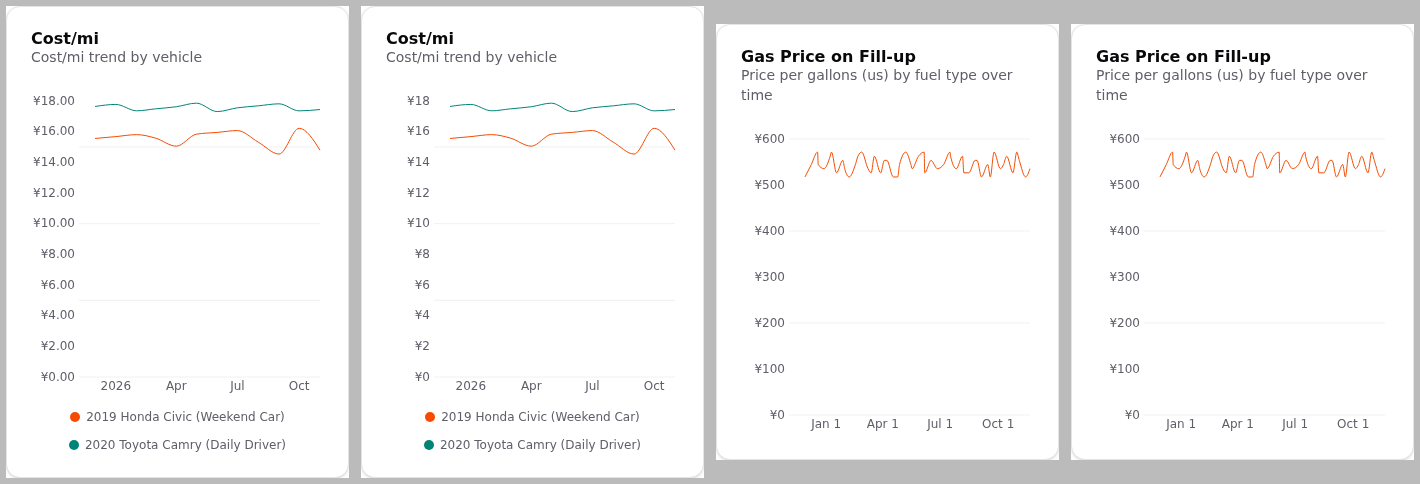 Cost/mi
Cost/mi trend by vehicle
¥18.00
¥16.00
¥14.00
¥12.00
¥10.00
¥8.00
¥6.00
¥4.00
¥2.00
¥0.00
2026 Apr Jul Oct
2019 Honda Civic (Weekend Car)
2020 Toyota Camry (Daily Driver)
Cost/mi
Cost/mi trend by vehicle
¥18
¥16
¥14
¥12
¥10
¥8
¥6
¥4
¥2
¥0
2026 Apr Jul Oct
2019 Honda Civic (Weekend Car)
2020 Toyota Camry (Daily Driver)
Gas Price on Fill-up
Price per gallons (us) by fuel type over
time
¥600
¥500
¥400
¥300
¥200
¥100
¥0
Jan 1 Apr 1 Jul 1 Oct 1
Gas Price on Fill-up
Price per gallons (us) by fuel type over
time
¥600
¥500
¥400
¥300
¥200
¥100
¥0
Jan 1 Apr 1 Jul 1 Oct 1